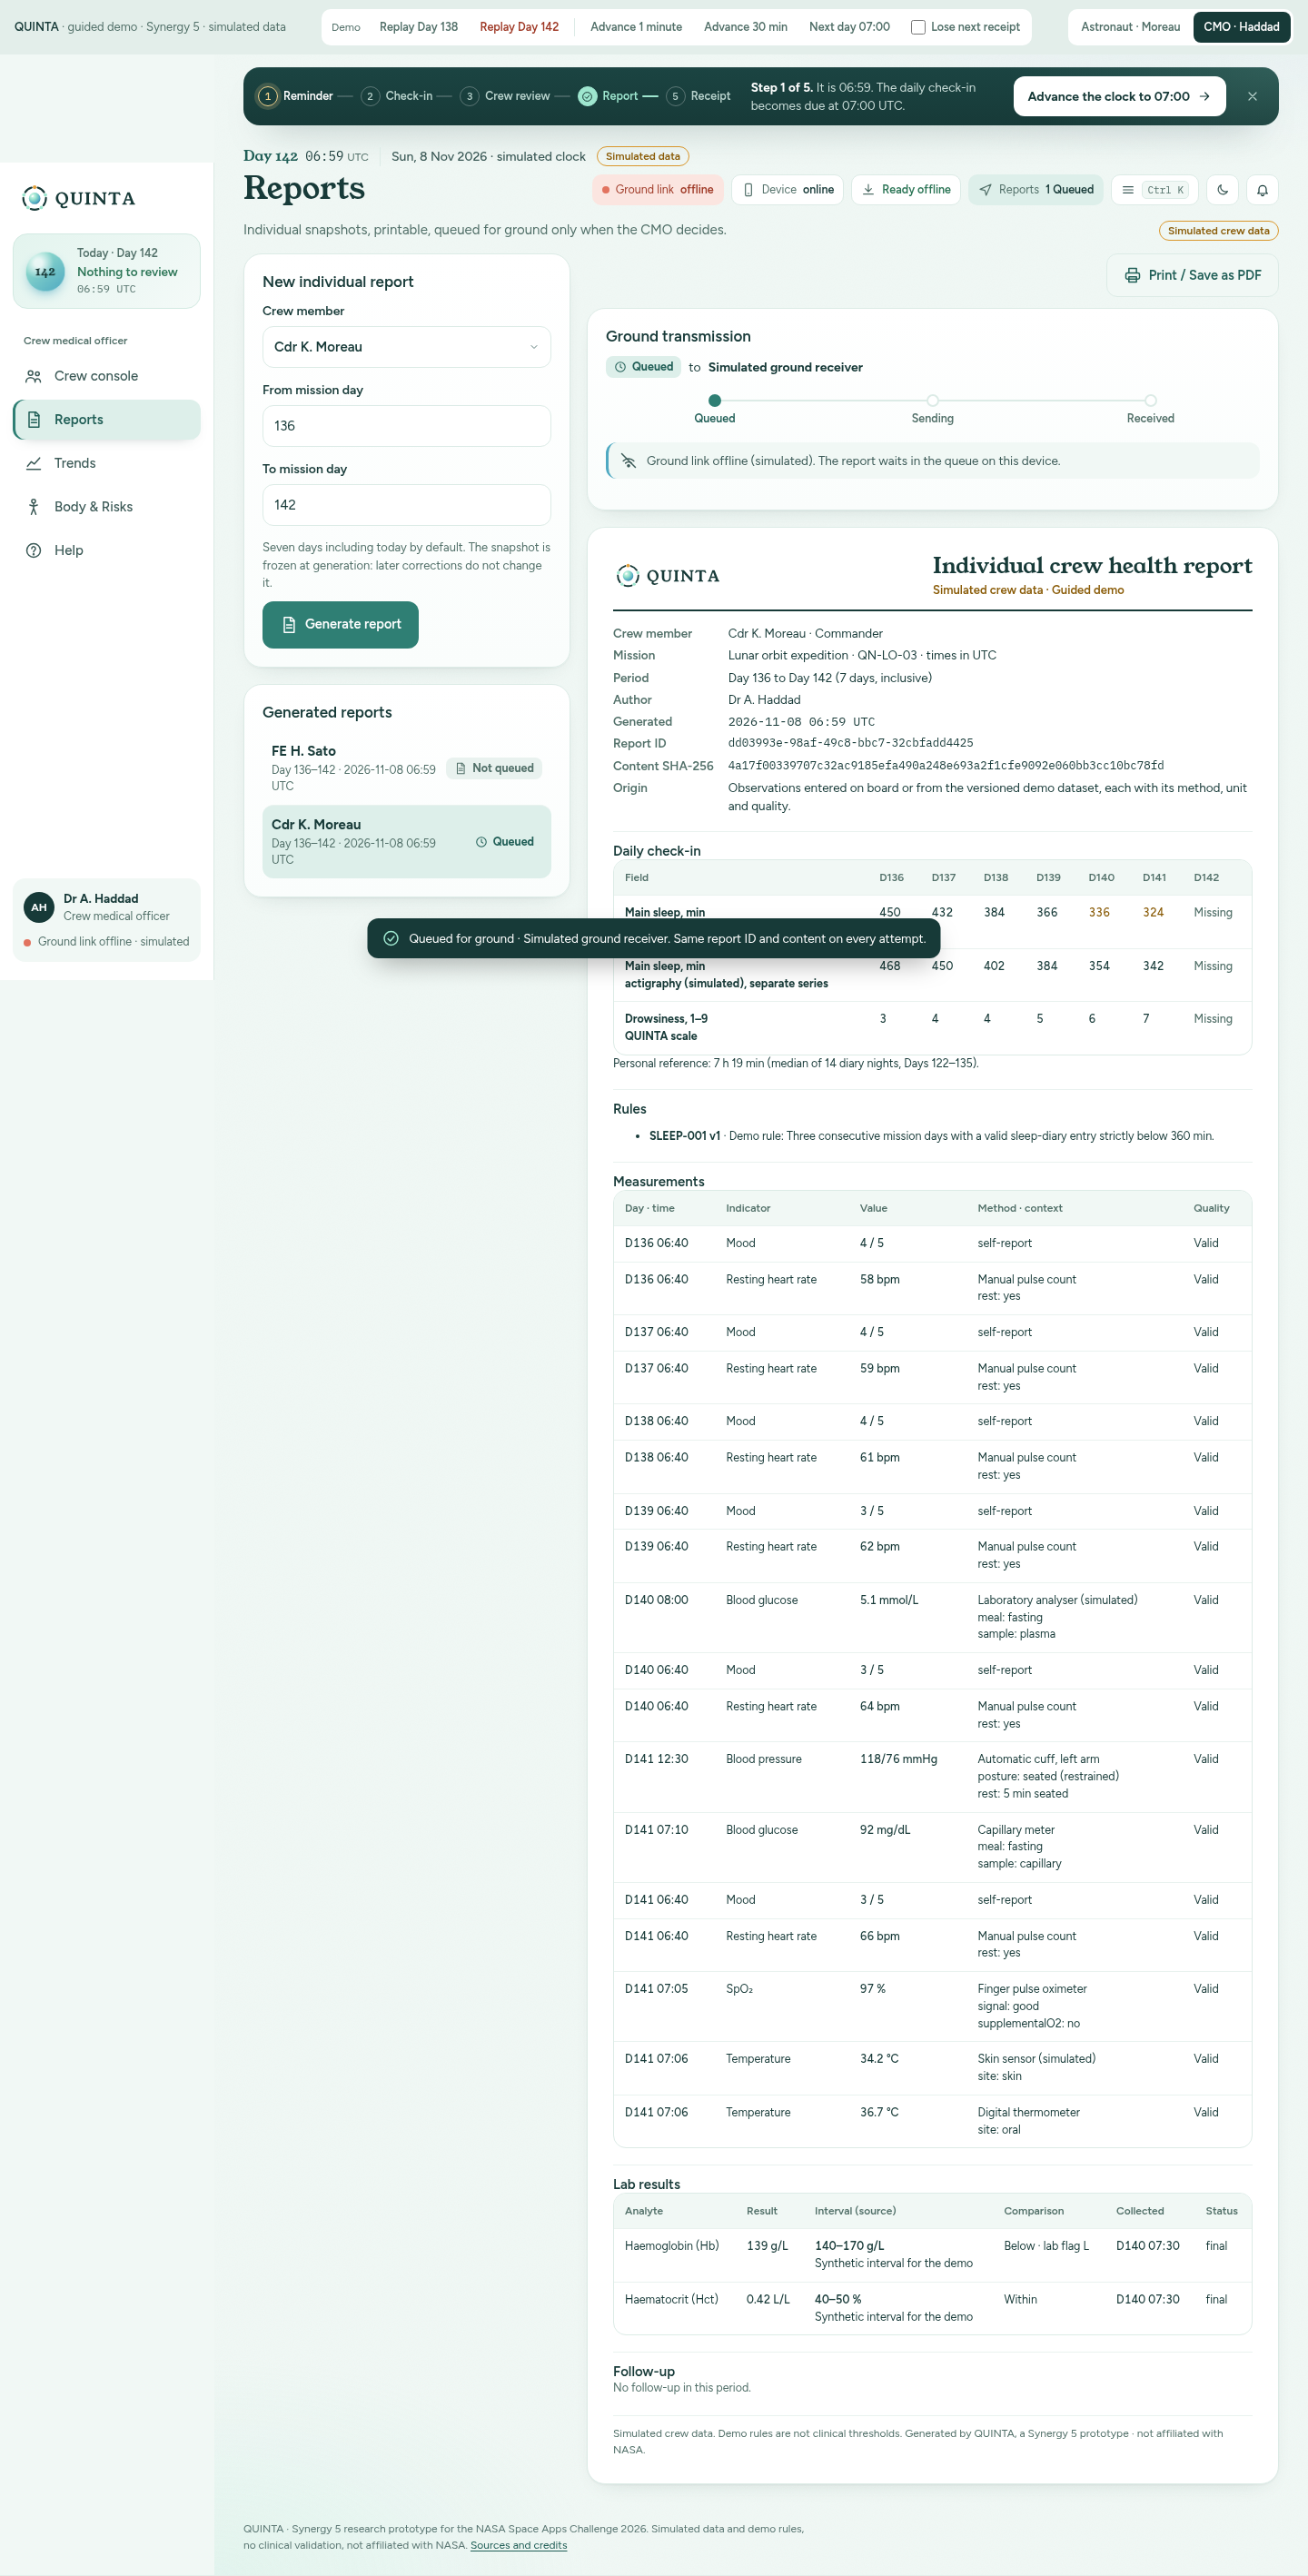 QUINTA · guided demo · Synergy 5 · simulated data
Demo Replay Day 138 Replay Day 142 Advance 1 minute Advance 30 min Next day 07:00 Lose next receipt
Astronaut · Moreau CMO · Haddad
1 Reminder 2 Check-in 3 Crew review Report 5 Receipt
Step 1 of 5. It is 06:59. The daily check-in
becomes due at 07:00 UTC.
Advance the clock to 07:00
QUINTA
142
Today · Day 142
Nothing to review
06:59 UTC
Crew medical officer
Crew console
Reports
Trends
Body & Risks
Help
AH
Dr A. Haddad
Crew medical officer
Ground link offline · simulated
Day 142 06:59 UTC Sun, 8 Nov 2026 · simulated clock Simulated data
Reports
Ground link offline Device online Ready offline Reports 1 Queued Ctrl K
Individual snapshots, printable, queued for ground only when the CMO decides.
Simulated crew data
New individual report
Crew member
Cdr K. Moreau
From mission day
136
To mission day
142
Seven days including today by default. The snapshot is
frozen at generation: later corrections do not change
it.
Generate report
Generated reports
FE H. Sato
Day 136–142 · 2026-11-08 06:59
UTC
Not queued
Cdr K. Moreau
Day 136–142 · 2026-11-08 06:59
UTC
Queued
Print / Save as PDF
Ground transmission
Queued to Simulated ground receiver
Queued Sending Received
Ground link offline (simulated). The report waits in the queue on this device.
QUINTA
Individual crew health report
Simulated crew data · Guided demo
Crew member Cdr K. Moreau · Commander
Mission Lunar orbit expedition · QN-LO-03 · times in UTC
Period Day 136 to Day 142 (7 days, inclusive)
Author Dr A. Haddad
Generated 2026-11-08 06:59 UTC
Report ID dd03993e-98af-49c8-bbc7-32cbfadd4425
Content SHA-256 4a17f00339707c32ac9185efa490a248e693a2f1cfe9092e060bb3cc10bc78fd
Origin Observations entered on board or from the versioned demo dataset, each with its method, unit
and quality.
Daily check-in
Field D136 D137 D138 D139 D140 D141 D142
Main sleep, min 450 432 384 366 336 324 Missing
Queued for ground · Simulated ground receiver. Same report ID and content on every attempt.
Main sleep, min 468 450 402 384 354 342 Missing
actigraphy (simulated), separate series
Drowsiness, 1–9 3 4 4 5 6 7 Missing
QUINTA scale
Personal reference: 7 h 19 min (median of 14 diary nights, Days 122–135).
Rules
• SLEEP-001 v1 · Demo rule: Three consecutive mission days with a valid sleep-diary entry strictly below 360 min.
Measurements
Day · time Indicator Value Method · context Quality
D136 06:40 Mood 4 / 5 self-report Valid
D136 06:40 Resting heart rate 58 bpm Manual pulse count Valid
rest: yes
D137 06:40 Mood 4 / 5 self-report Valid
D137 06:40 Resting heart rate 59 bpm Manual pulse count Valid
rest: yes
D138 06:40 Mood 4 / 5 self-report Valid
D138 06:40 Resting heart rate 61 bpm Manual pulse count Valid
rest: yes
D139 06:40 Mood 3 / 5 self-report Valid
D139 06:40 Resting heart rate 62 bpm Manual pulse count Valid
rest: yes
D140 08:00 Blood glucose 5.1 mmol/L Laboratory analyser (simulated) Valid
meal: fasting
sample: plasma
D140 06:40 Mood 3 / 5 self-report Valid
D140 06:40 Resting heart rate 64 bpm Manual pulse count Valid
rest: yes
D141 12:30 Blood pressure 118/76 mmHg Automatic cuff, left arm Valid
posture: seated (restrained)
rest: 5 min seated
D141 07:10 Blood glucose 92 mg/dL Capillary meter Valid
meal: fasting
sample: capillary
D141 06:40 Mood 3 / 5 self-report Valid
D141 06:40 Resting heart rate 66 bpm Manual pulse count Valid
rest: yes
D141 07:05 SpO₂ 97 % Finger pulse oximeter Valid
signal: good
supplementalO2: no
D141 07:06 Temperature 34.2 °C Skin sensor (simulated) Valid
site: skin
D141 07:06 Temperature 36.7 °C Digital thermometer Valid
site: oral
Lab results
Analyte Result Interval (source) Comparison Collected Status
Haemoglobin (Hb) 139 g/L 140–170 g/L Below · lab flag L D140 07:30 final
Synthetic interval for the demo
Haematocrit (Hct) 0.42 L/L 40–50 % Within D140 07:30 final
Synthetic interval for the demo
Follow-up
No follow-up in this period.
Simulated crew data. Demo rules are not clinical thresholds. Generated by QUINTA, a Synergy 5 prototype · not affiliated with
NASA.
QUINTA · Synergy 5 research prototype for the NASA Space Apps Challenge 2026. Simulated data and demo rules,
no clinical validation, not affiliated with NASA. Sources and credits